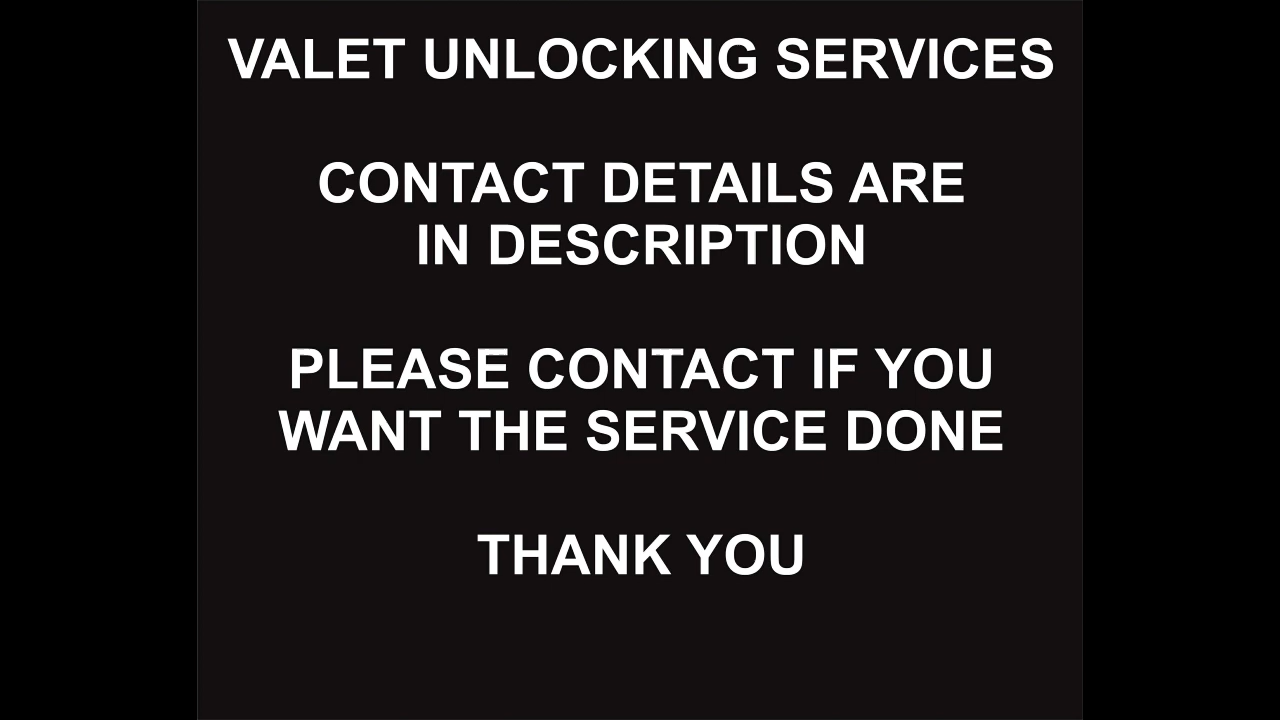 VALET UNLOCKING SERVICES
CONTACT DETAILS ARE
IN DESCRIPTION
PLEASE CONTACT IF YOU
WANT THE SERVICE DONE
THANK YOU